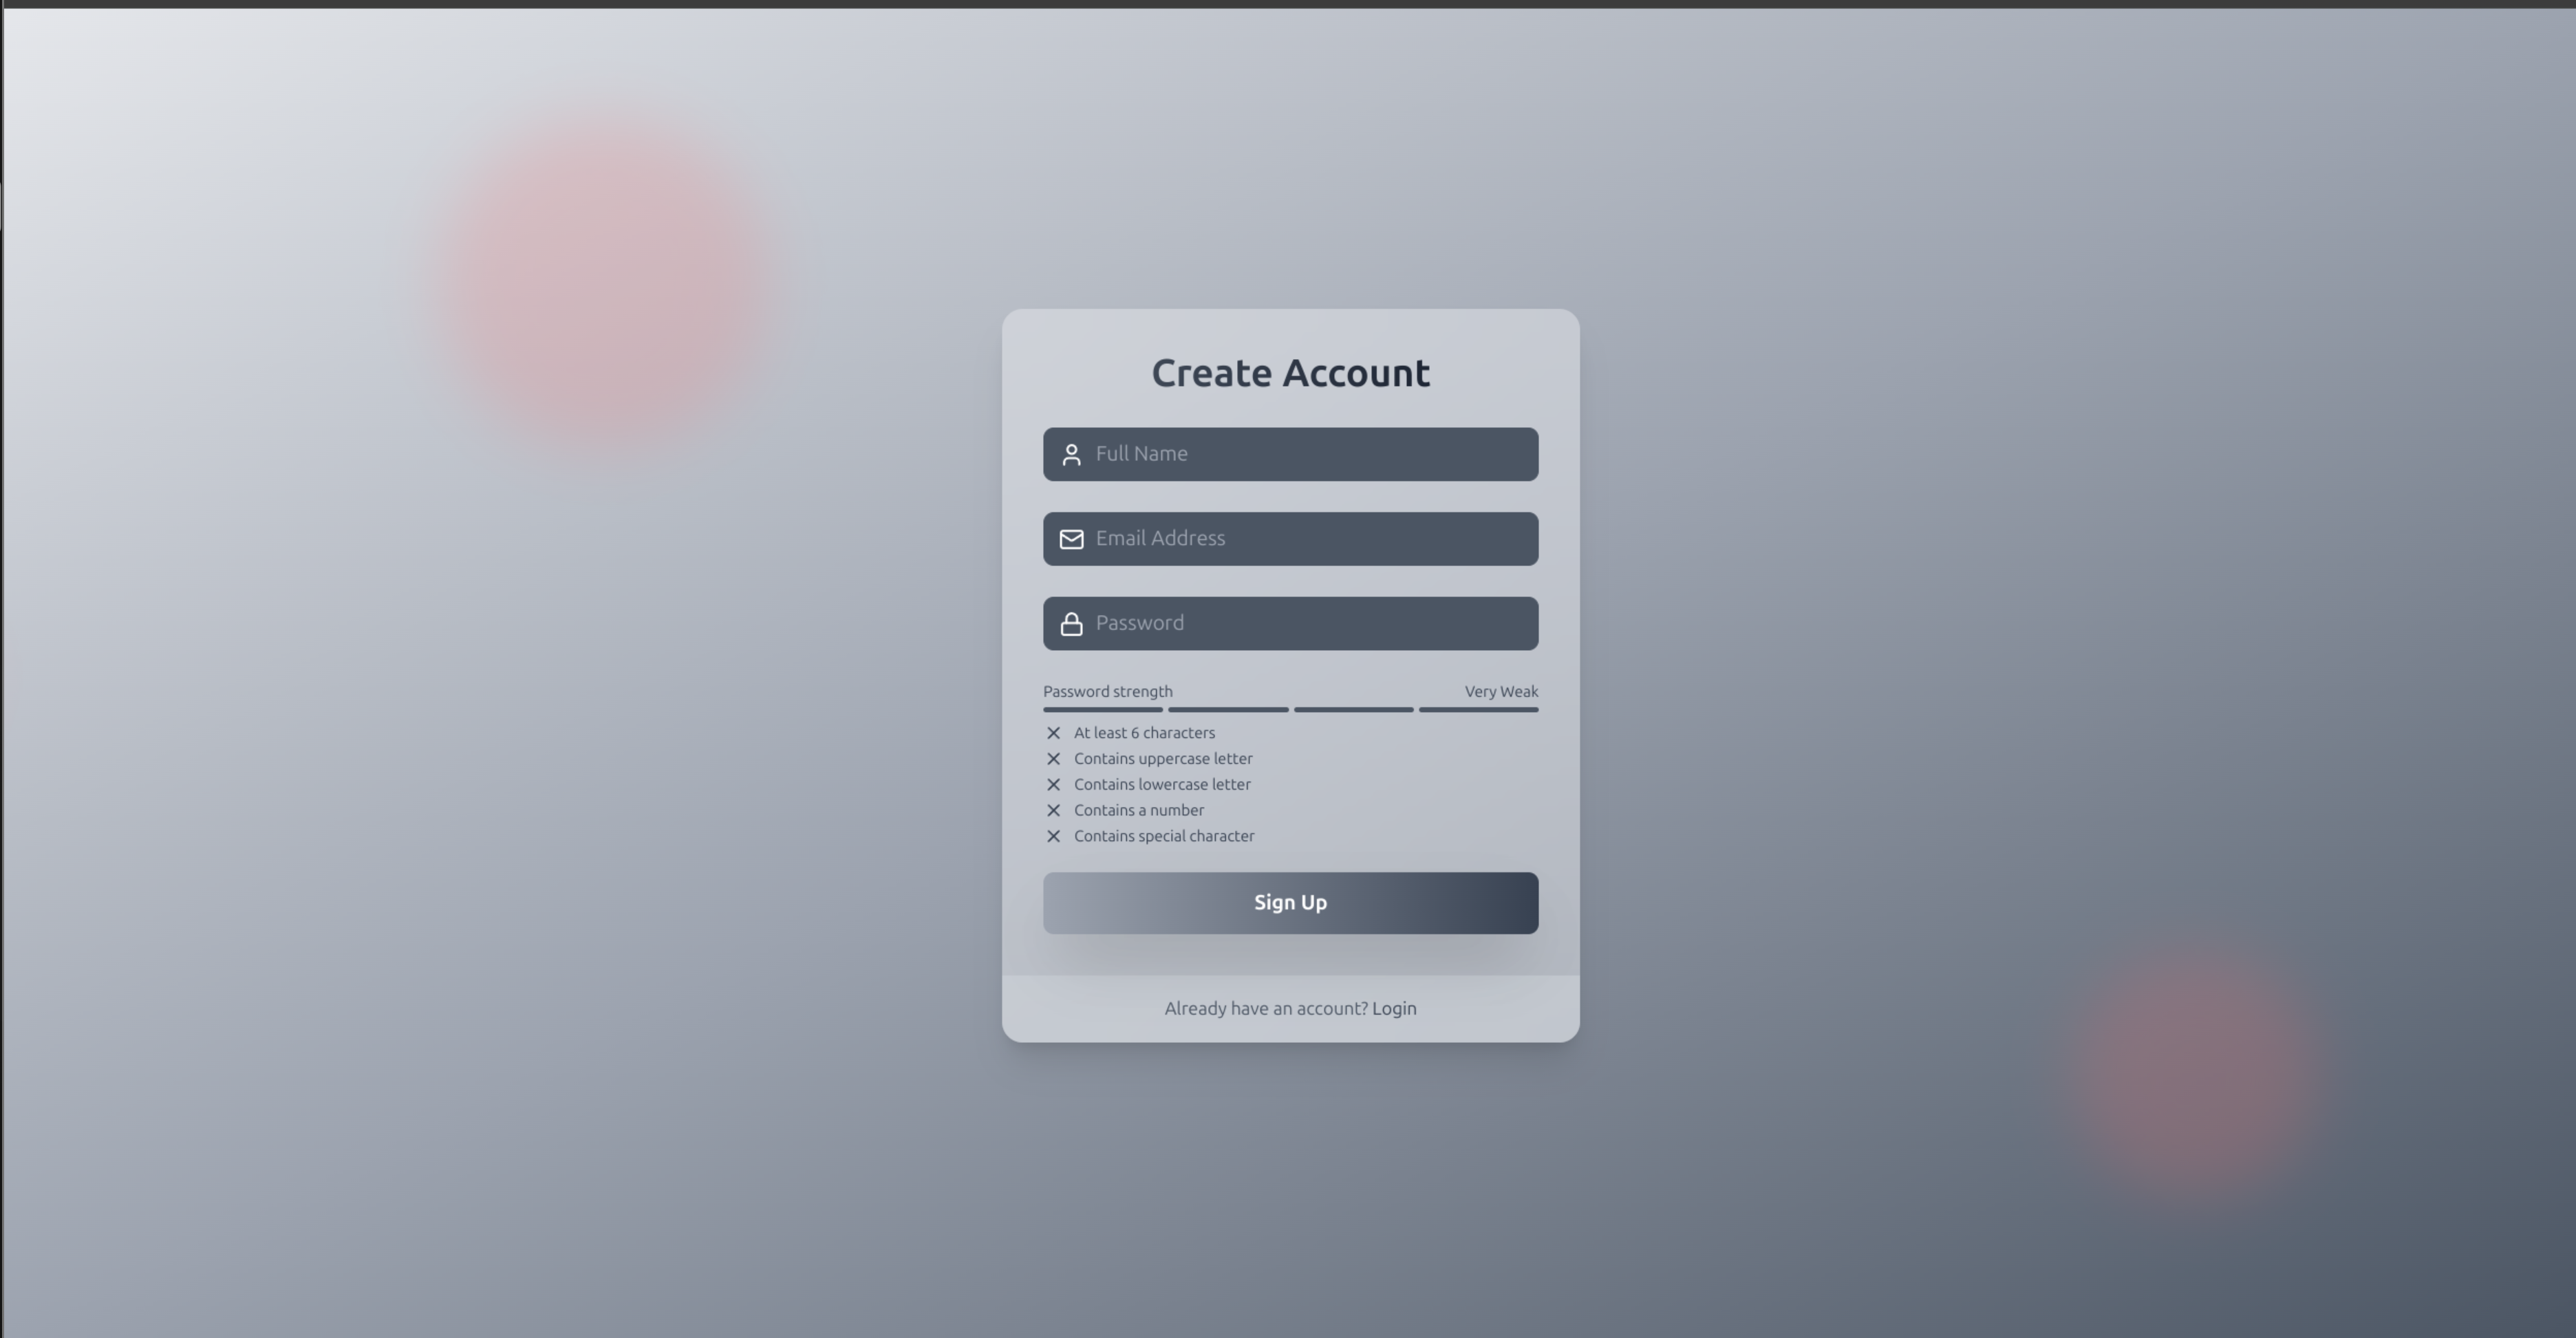 Create Account
Full Name
Email Address
Password
Password strength Very Weak
At least 6 characters
Contains uppercase letter
Contains lowercase letter
Contains a number
Contains special character
Sign Up
Already have an account? Login